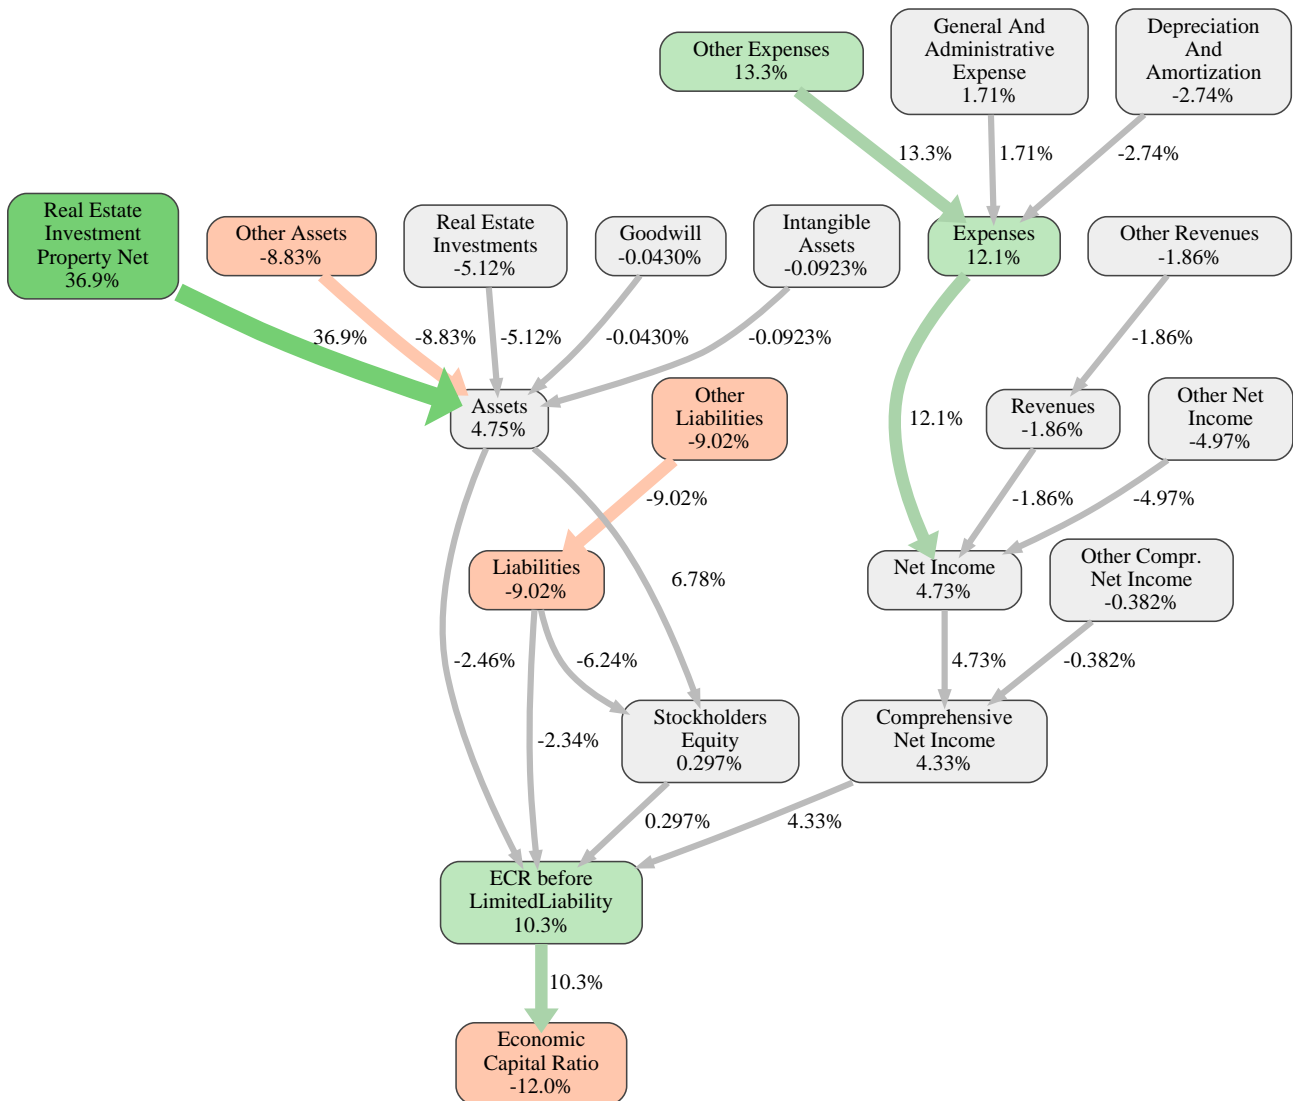 Other Expenses
13.3%
General And
Administrative
Expense
1.71%
Depreciation
And
Amortization
-2.74%
13.3%
1.71%
-2.74%
Real Estate
Investment
Property Net
36.9%
Other Assets
-8.83%
Real Estate
Investments
-5.12%
Goodwill
-0.0430%
Intangible
Assets
-0.0923%
Expenses
12.1%
Other Revenues
-1.86%
36.9%
-8.83%
-5.12%
-0.0430%
-0.0923%
-1.86%
Assets
4.75%
Other
Liabilities
-9.02%
12.1%
Revenues
-1.86%
Other Net
Income
-4.97%
-9.02%
-1.86%
-4.97%
Liabilities
-9.02%
6.78%
Net Income
4.73%
Other Compr.
Net Income
-0.382%
-2.46%
-6.24%
4.73%
-0.382%
-2.34%
Stockholders
Equity
0.297%
Comprehensive
Net Income
4.33%
0.297%
4.33%
ECR before
LimitedLiability
10.3%
10.3%
Economic
Capital Ratio
-12.0%